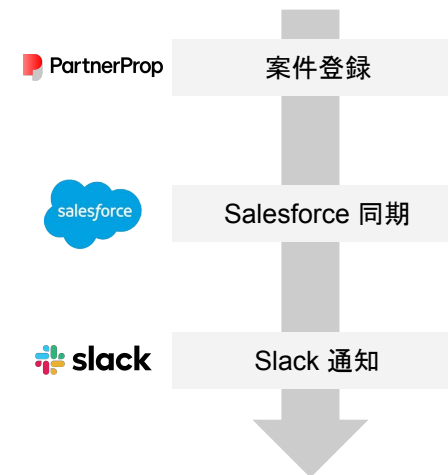 PartnerProp
案件登録
salesforce
Salesforce 同期
slack
Slack 通知